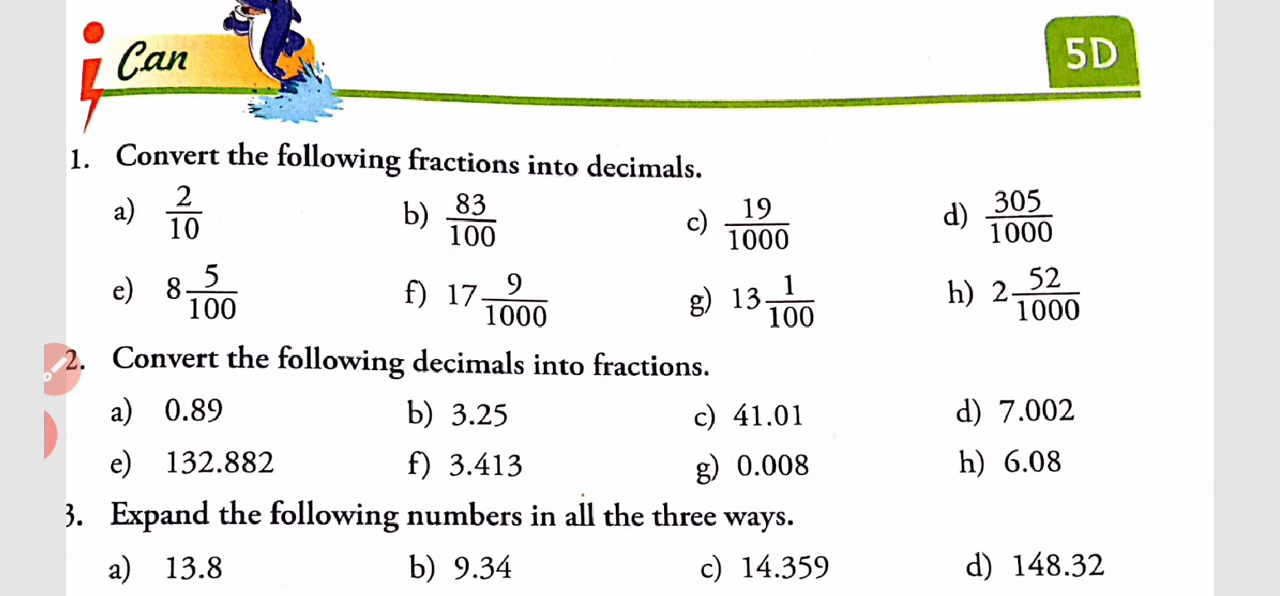 i Can
5D
1. Convert the following fractions into decimals.
a) 2/10 b) 83/100 c) 19/1000 d) 305/1000
e) 8 5/100 f) 17 9/1000 g) 13 1/100 h) 2 52/1000
2. Convert the following decimals into fractions.
a) 0.89 b) 3.25 c) 41.01 d) 7.002
e) 132.882 f) 3.413 g) 0.008 h) 6.08
3. Expand the following numbers in all the three ways.
a) 13.8 b) 9.34 c) 14.359 d) 148.32